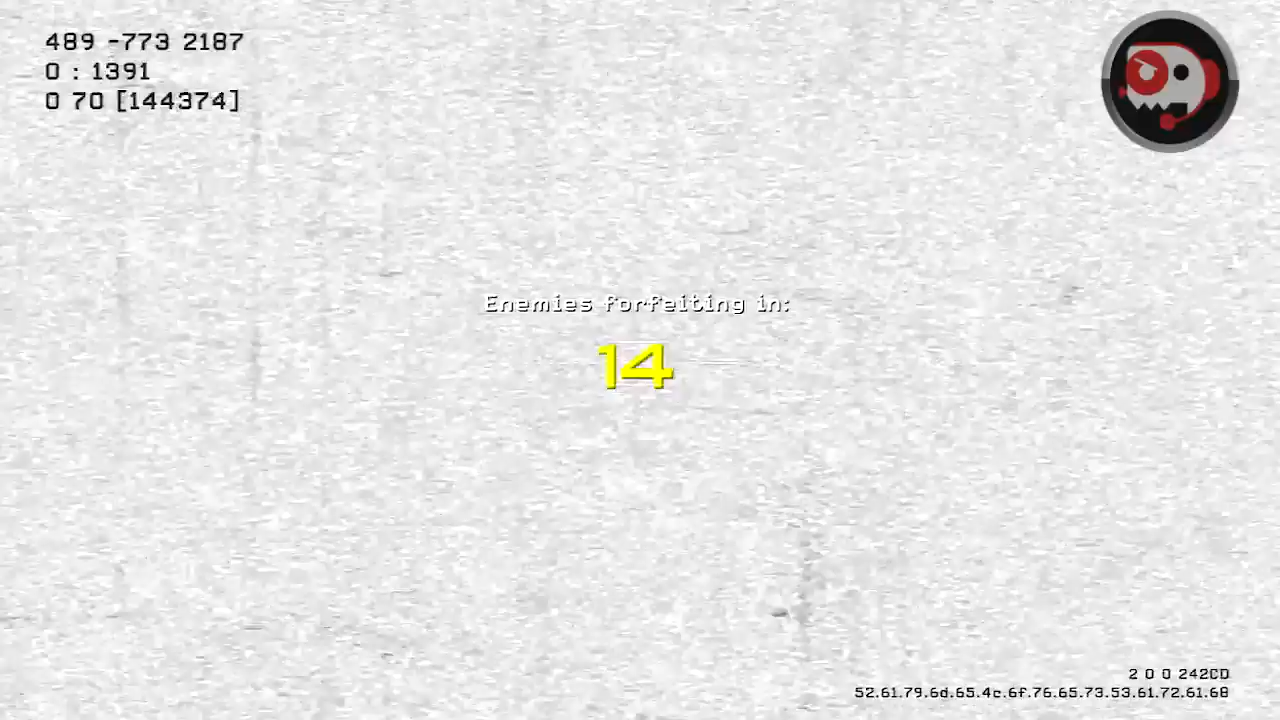 489 -773 2187
0 : 1391
0 70 [144374]
Enemies forfeiting in:
14
2 0 0 242CD
52.61.79.6d.65.4c.6f.76.65.73.53.61.72.61.68